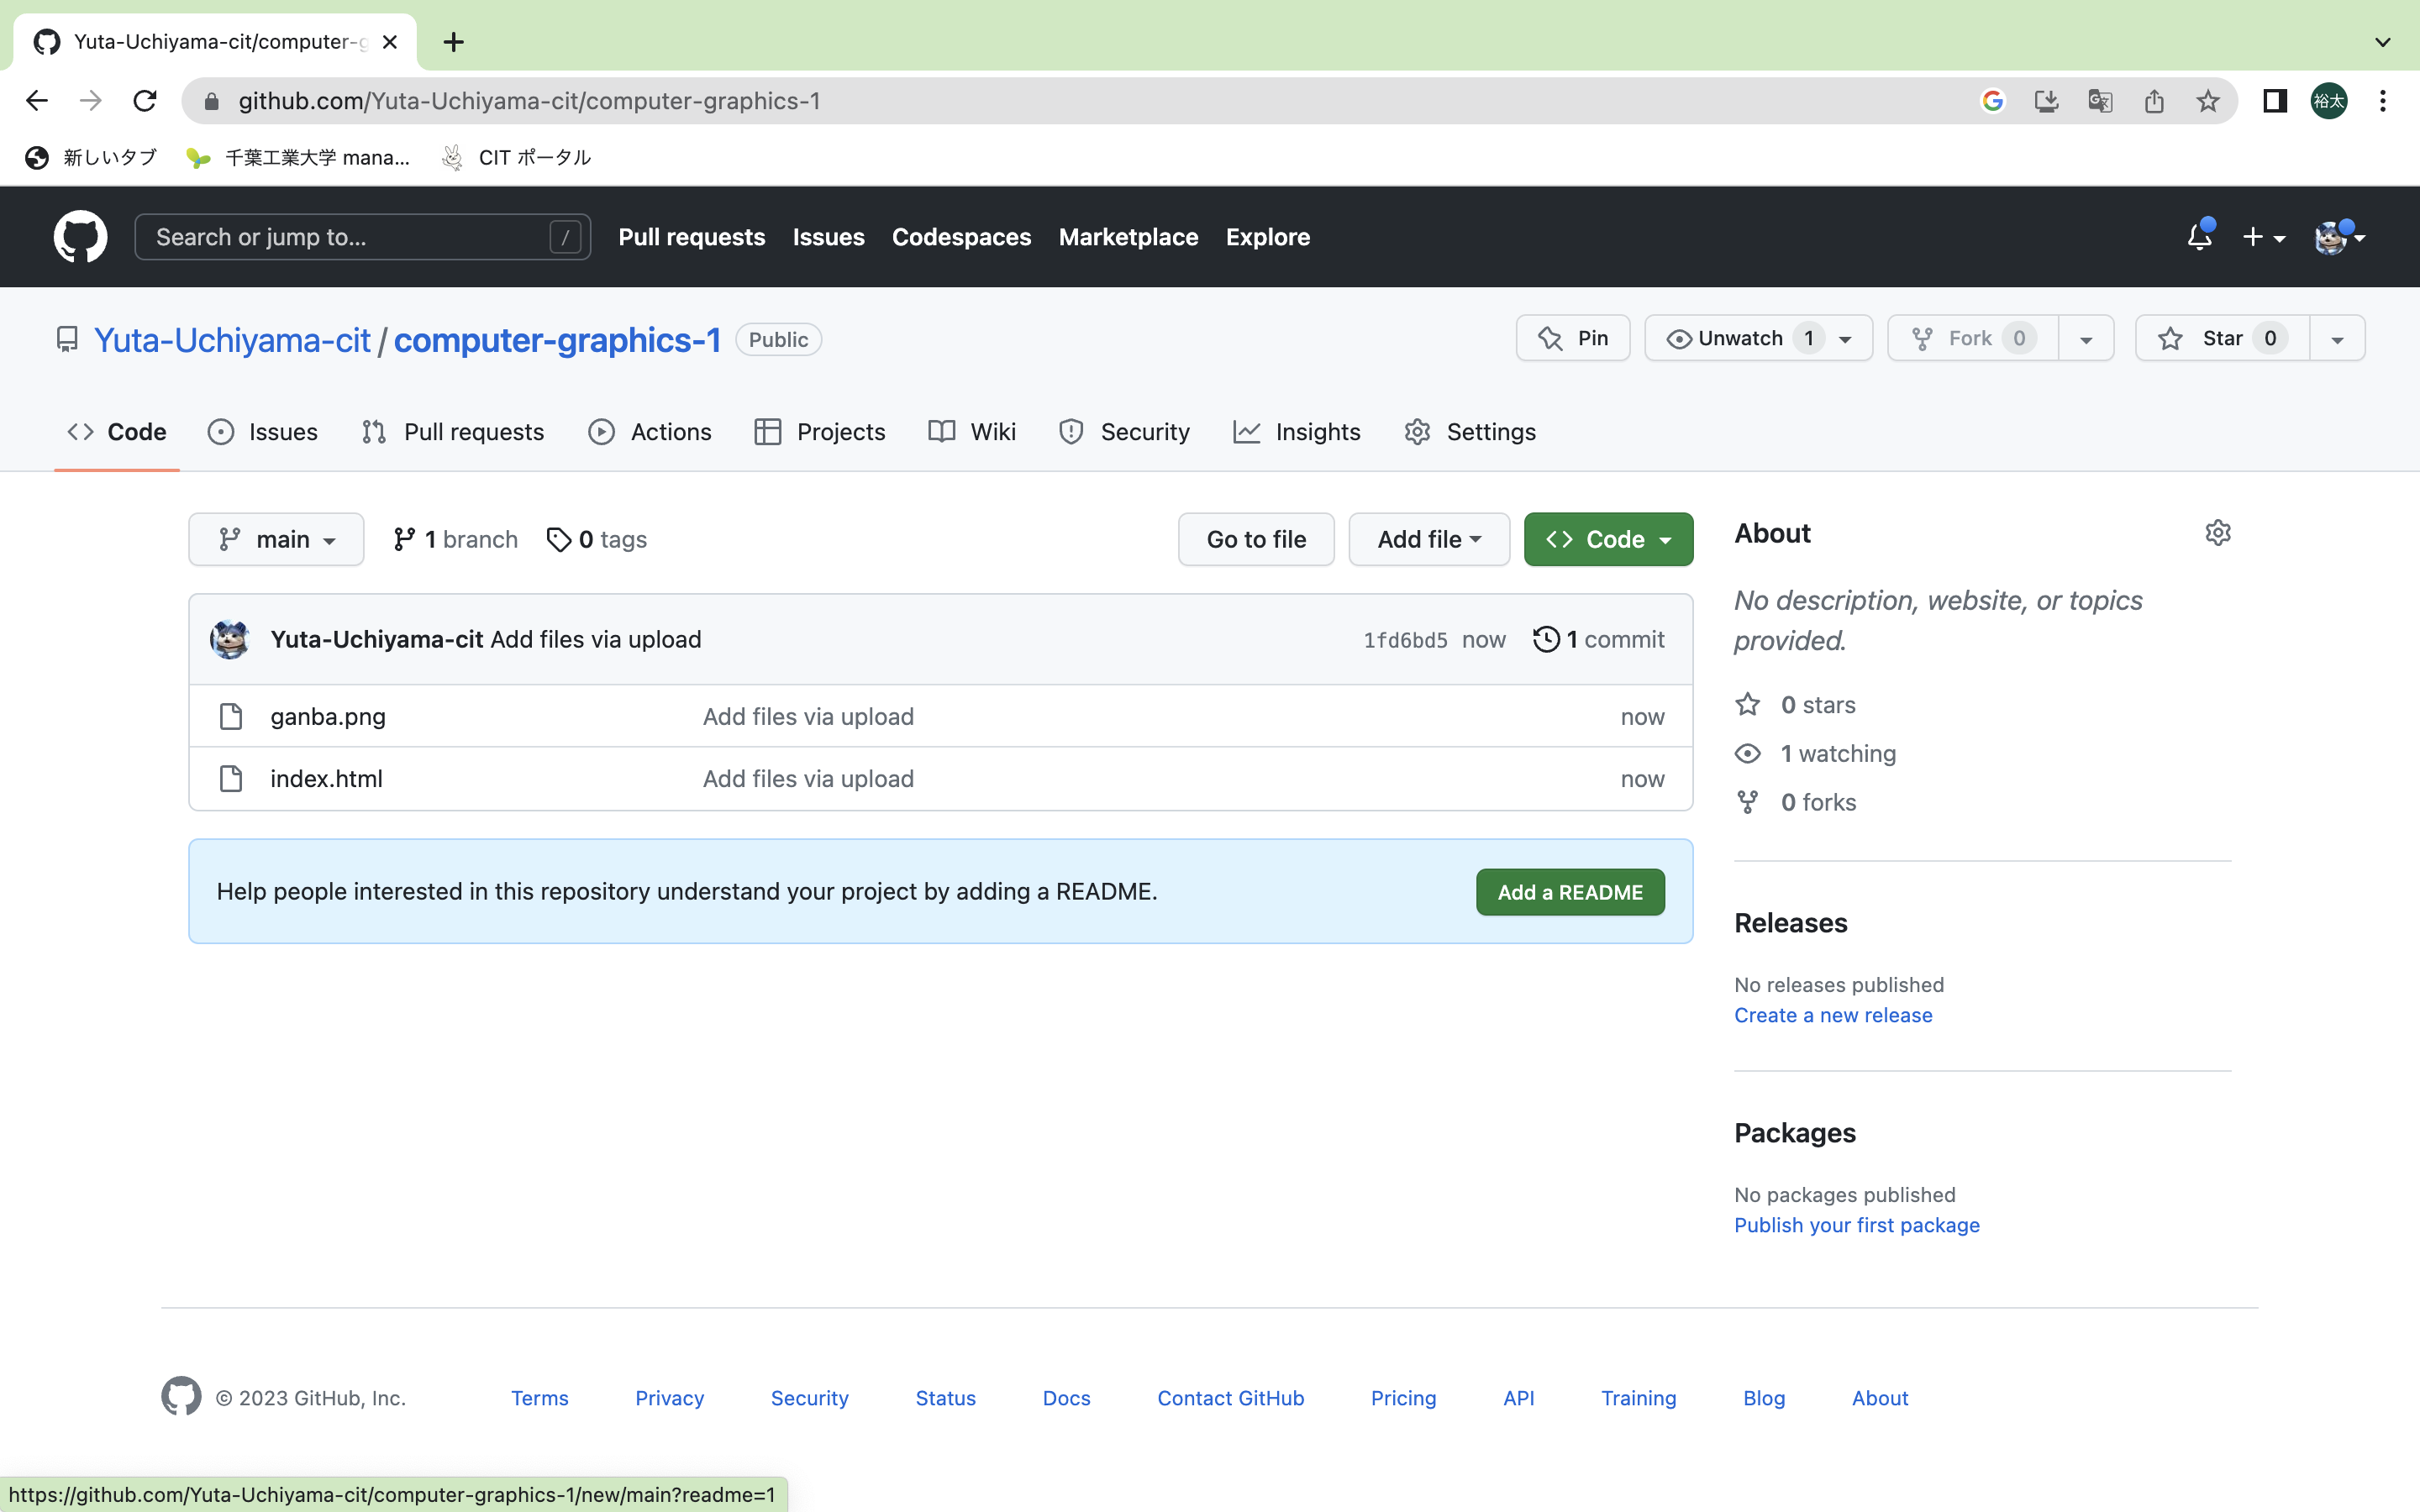 Yuta-Uchiyama-cit/computer-g
github.com/Yuta-Uchiyama-cit/computer-graphics-1
裕太
新しいタブ 千葉工業大学 mana... CIT ポータル
Search or jump to... / Pull requests Issues Codespaces Marketplace Explore
Yuta-Uchiyama-cit / computer-graphics-1 Public Pin Unwatch 1 Fork 0 Star 0
Code Issues Pull requests Actions Projects Wiki Security Insights Settings
main 1 branch 0 tags Go to file Add file Code
Yuta-Uchiyama-cit Add files via upload 1fd6bd5 now 1 commit
ganba.png Add files via upload now
index.html Add files via upload now
Help people interested in this repository understand your project by adding a README. Add a README
About
No description, website, or topics
provided.
0 stars
1 watching
0 forks
Releases
No releases published
Create a new release
Packages
No packages published
Publish your first package
© 2023 GitHub, Inc. Terms Privacy Security Status Docs Contact GitHub Pricing API Training Blog About
https://github.com/Yuta-Uchiyama-cit/computer-graphics-1/new/main?readme=1